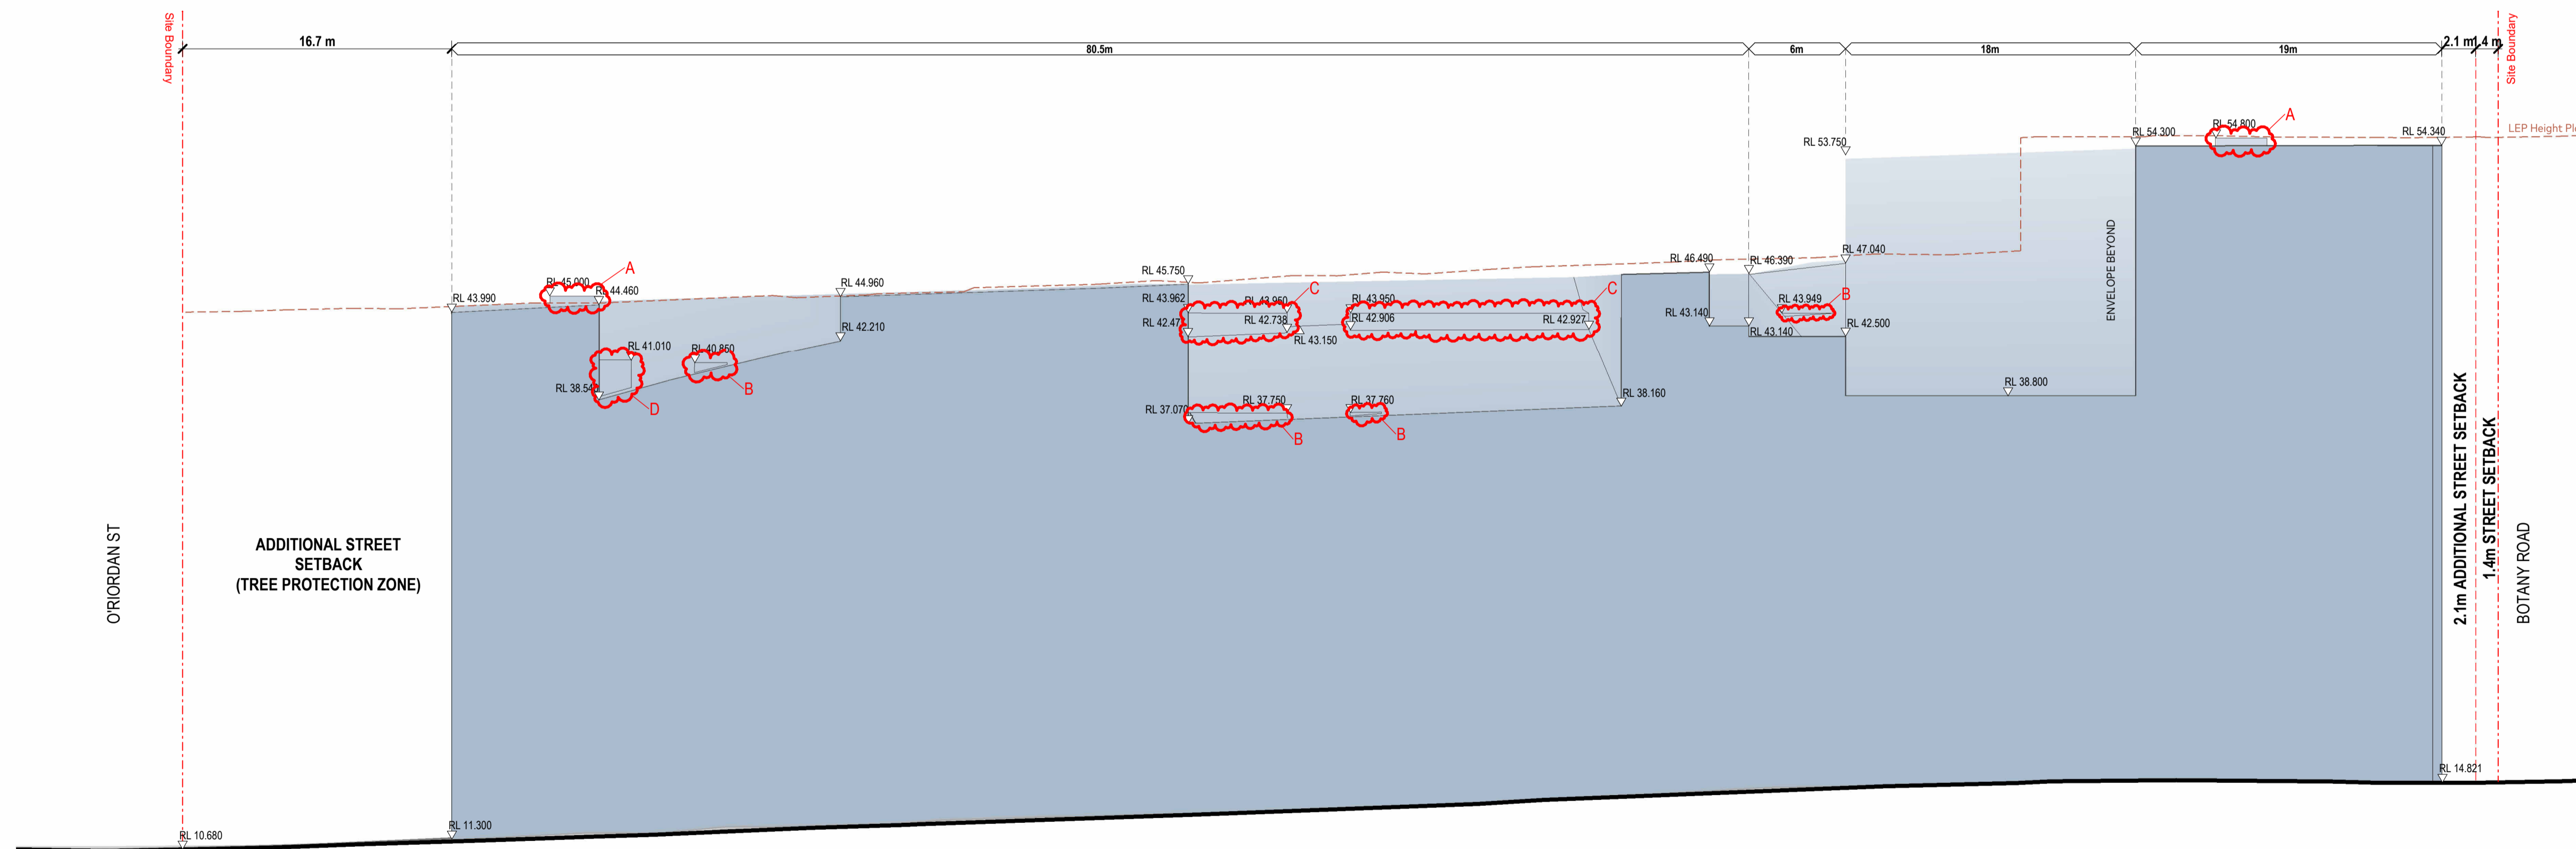 Site Boundary
16.7 m
80.5m
6m
18m
19m
2.1 m
1.4 m
Site Boundary
A
RL 54.800
RL 54.300
RL 54.340
LEP Height Pl
RL 53.750
RL 47.040
RL 46.490
RL 46.390
A
RL 45.000
RL 44.460
RL 43.990
RL 44.960
RL 45.750
RL 43.962
RL 43.950
C
RL 43.950
C
RL 43.949
B
RL 42.47
RL 42.738
RL 42.906
RL 42.927
RL 43.140
RL 43.140
RL 42.500
RL 42.210
RL 43.150
RL 41.010
RL 40.850
B
RL 38.54
D
RL 38.800
RL 38.160
RL 37.070
RL 37.750
B
RL 37.760
B
ENVELOPE BEYOND
O'RIORDAN ST
ADDITIONAL STREET
SETBACK
(TREE PROTECTION ZONE)
2.1m ADDITIONAL STREET SETBACK
1.4m STREET SETBACK
BOTANY ROAD
RL 14.821
RL 11.300
RL 10.680